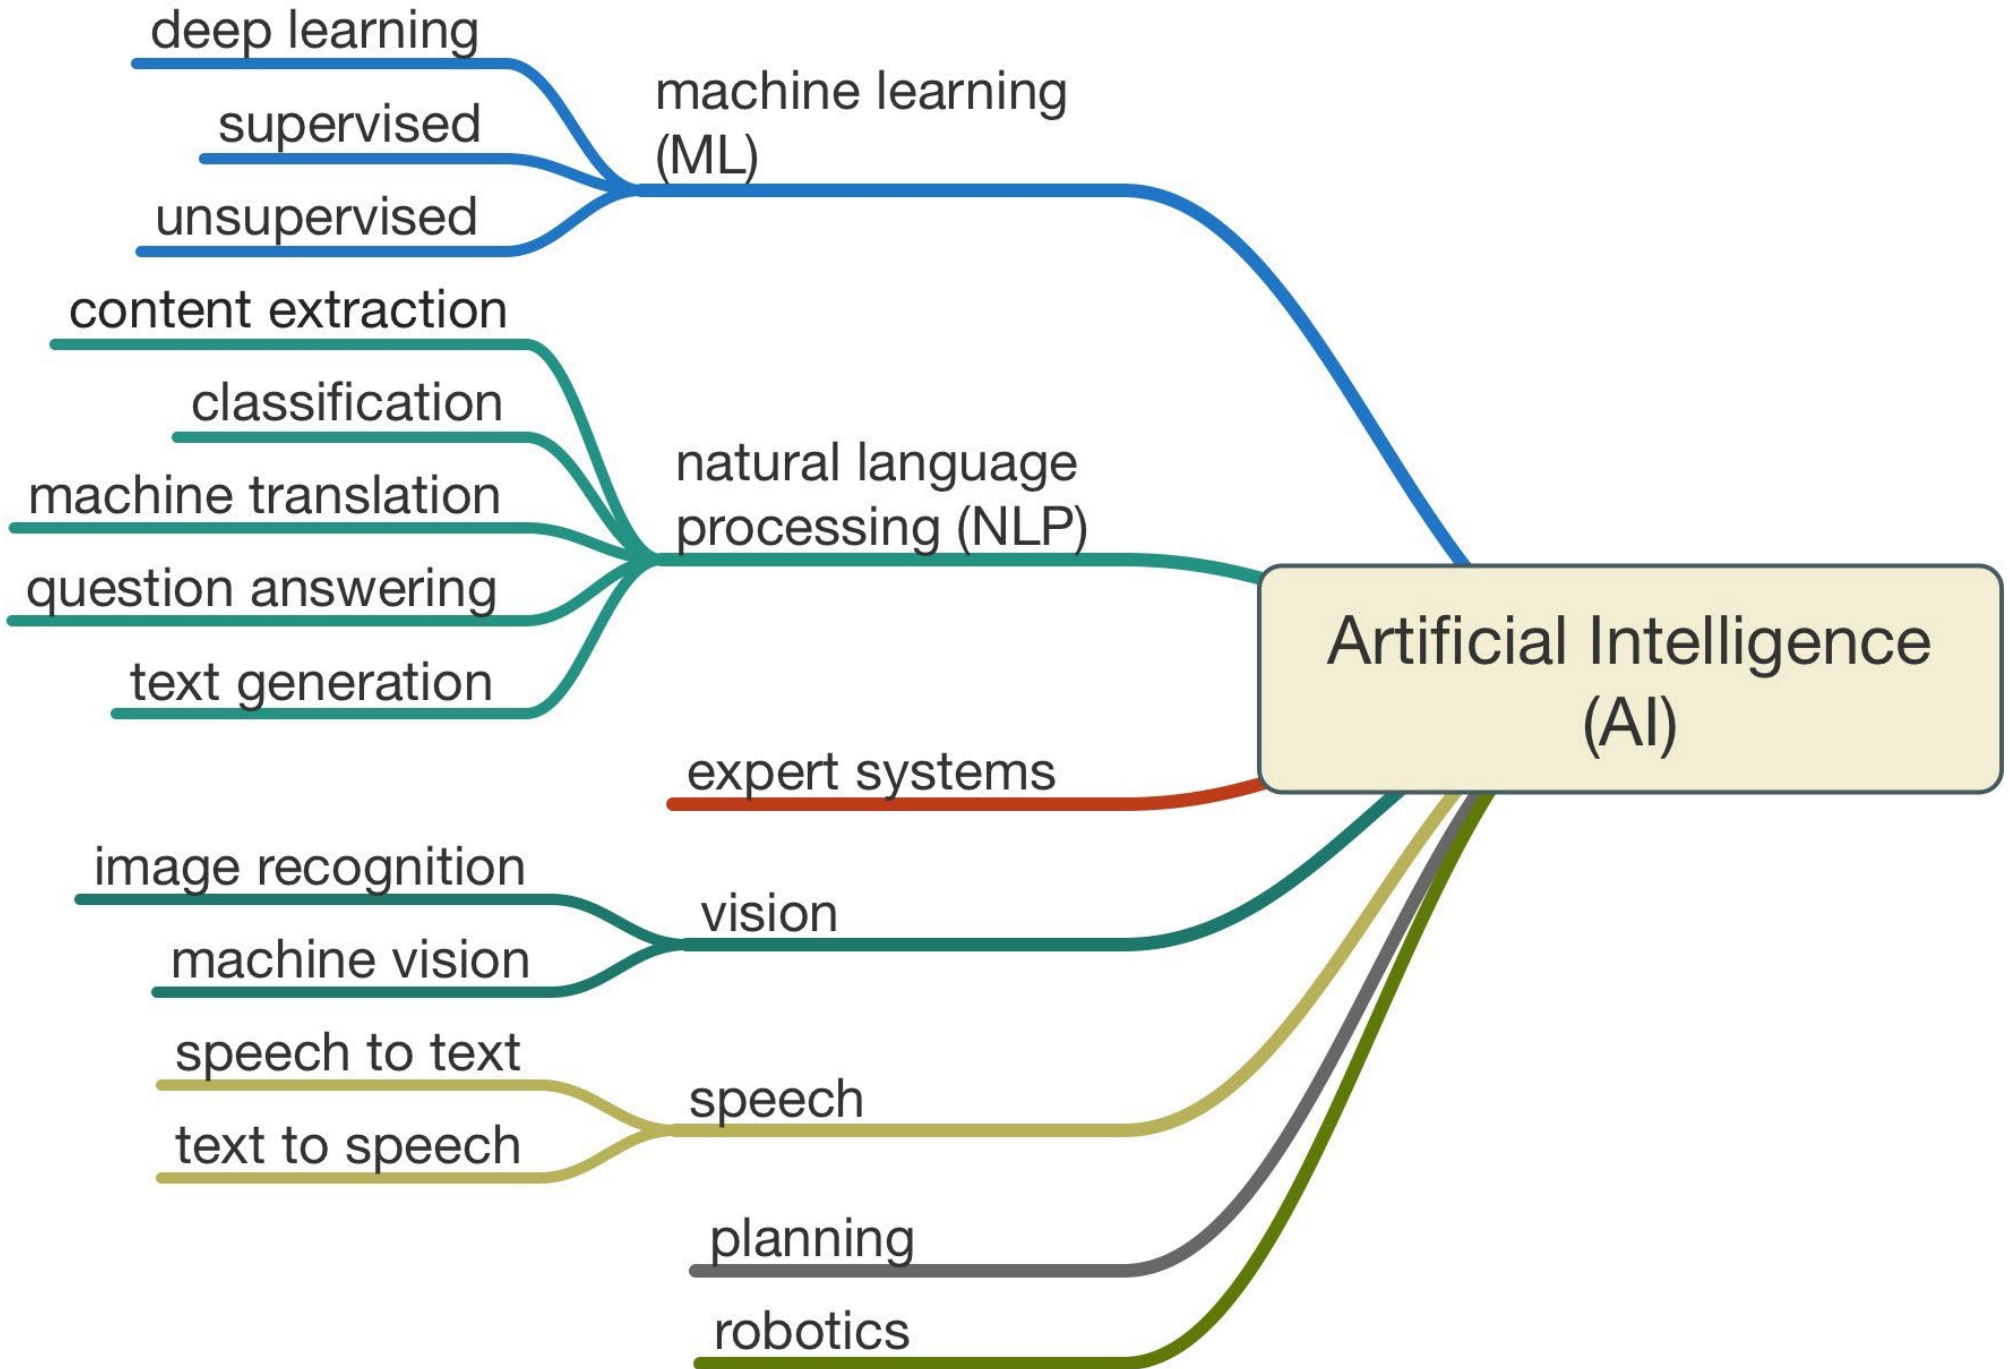 deep learning
supervised
unsupervised
machine learning
(ML)
content extraction
classification
machine translation
question answering
text generation
natural language
processing (NLP)
expert systems
image recognition
machine vision
vision
speech to text
text to speech
speech
planning
robotics
Artificial Intelligence
(AI)